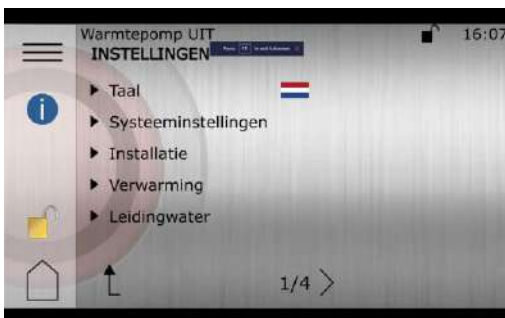 Warmtepomp UIT
16:07
INSTELLINGEN
Taal
Systeeminstellingen
Installatie
Verwarming
Leidingwater
1/4